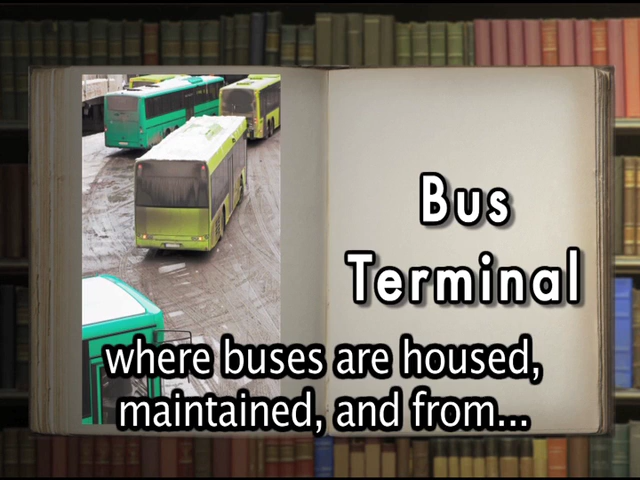 Bus
Terminal
where buses are housed,
maintained, and from...